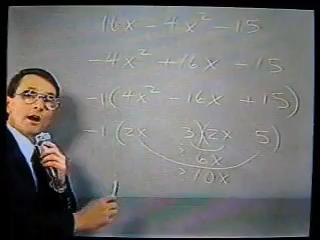 16x - 4x² - 15
-4x² + 16x - 15
-1(4x² - 16x + 15)
-1(2x 3)(2x 5)
6x
10x